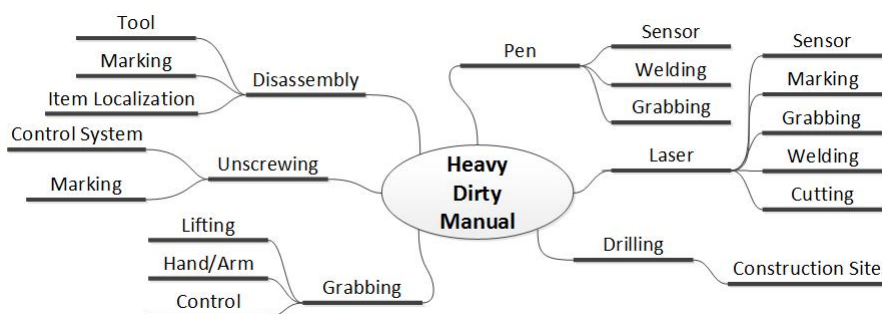 Tool
Marking
Item Localization
Disassembly
Control System
Marking
Unscrewing
Lifting
Hand/Arm
Control
Grabbing
Heavy
Dirty
Manual
Pen
Sensor
Welding
Grabbing
Laser
Sensor
Marking
Grabbing
Welding
Cutting
Drilling
Construction Site